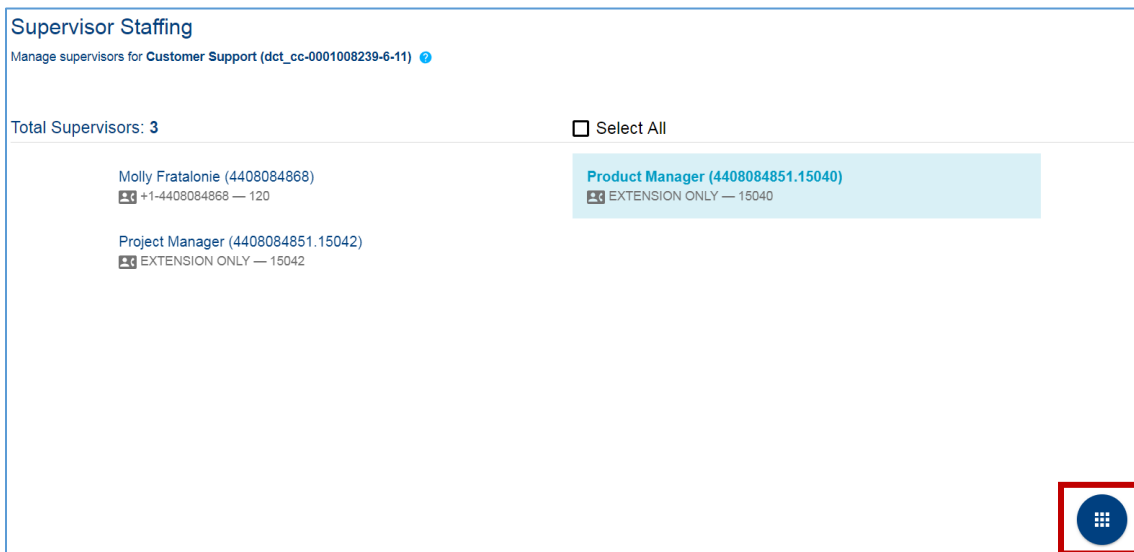 Supervisor Staffing
Manage supervisors for Customer Support (dct_cc-0001008239-6-11) ?
Total Supervisors: 3
Select All
Molly Fratalonie (4408084868)
+1-4408084868 — 120
Product Manager (4408084851.15040)
EXTENSION ONLY — 15040
Project Manager (4408084851.15042)
EXTENSION ONLY — 15042